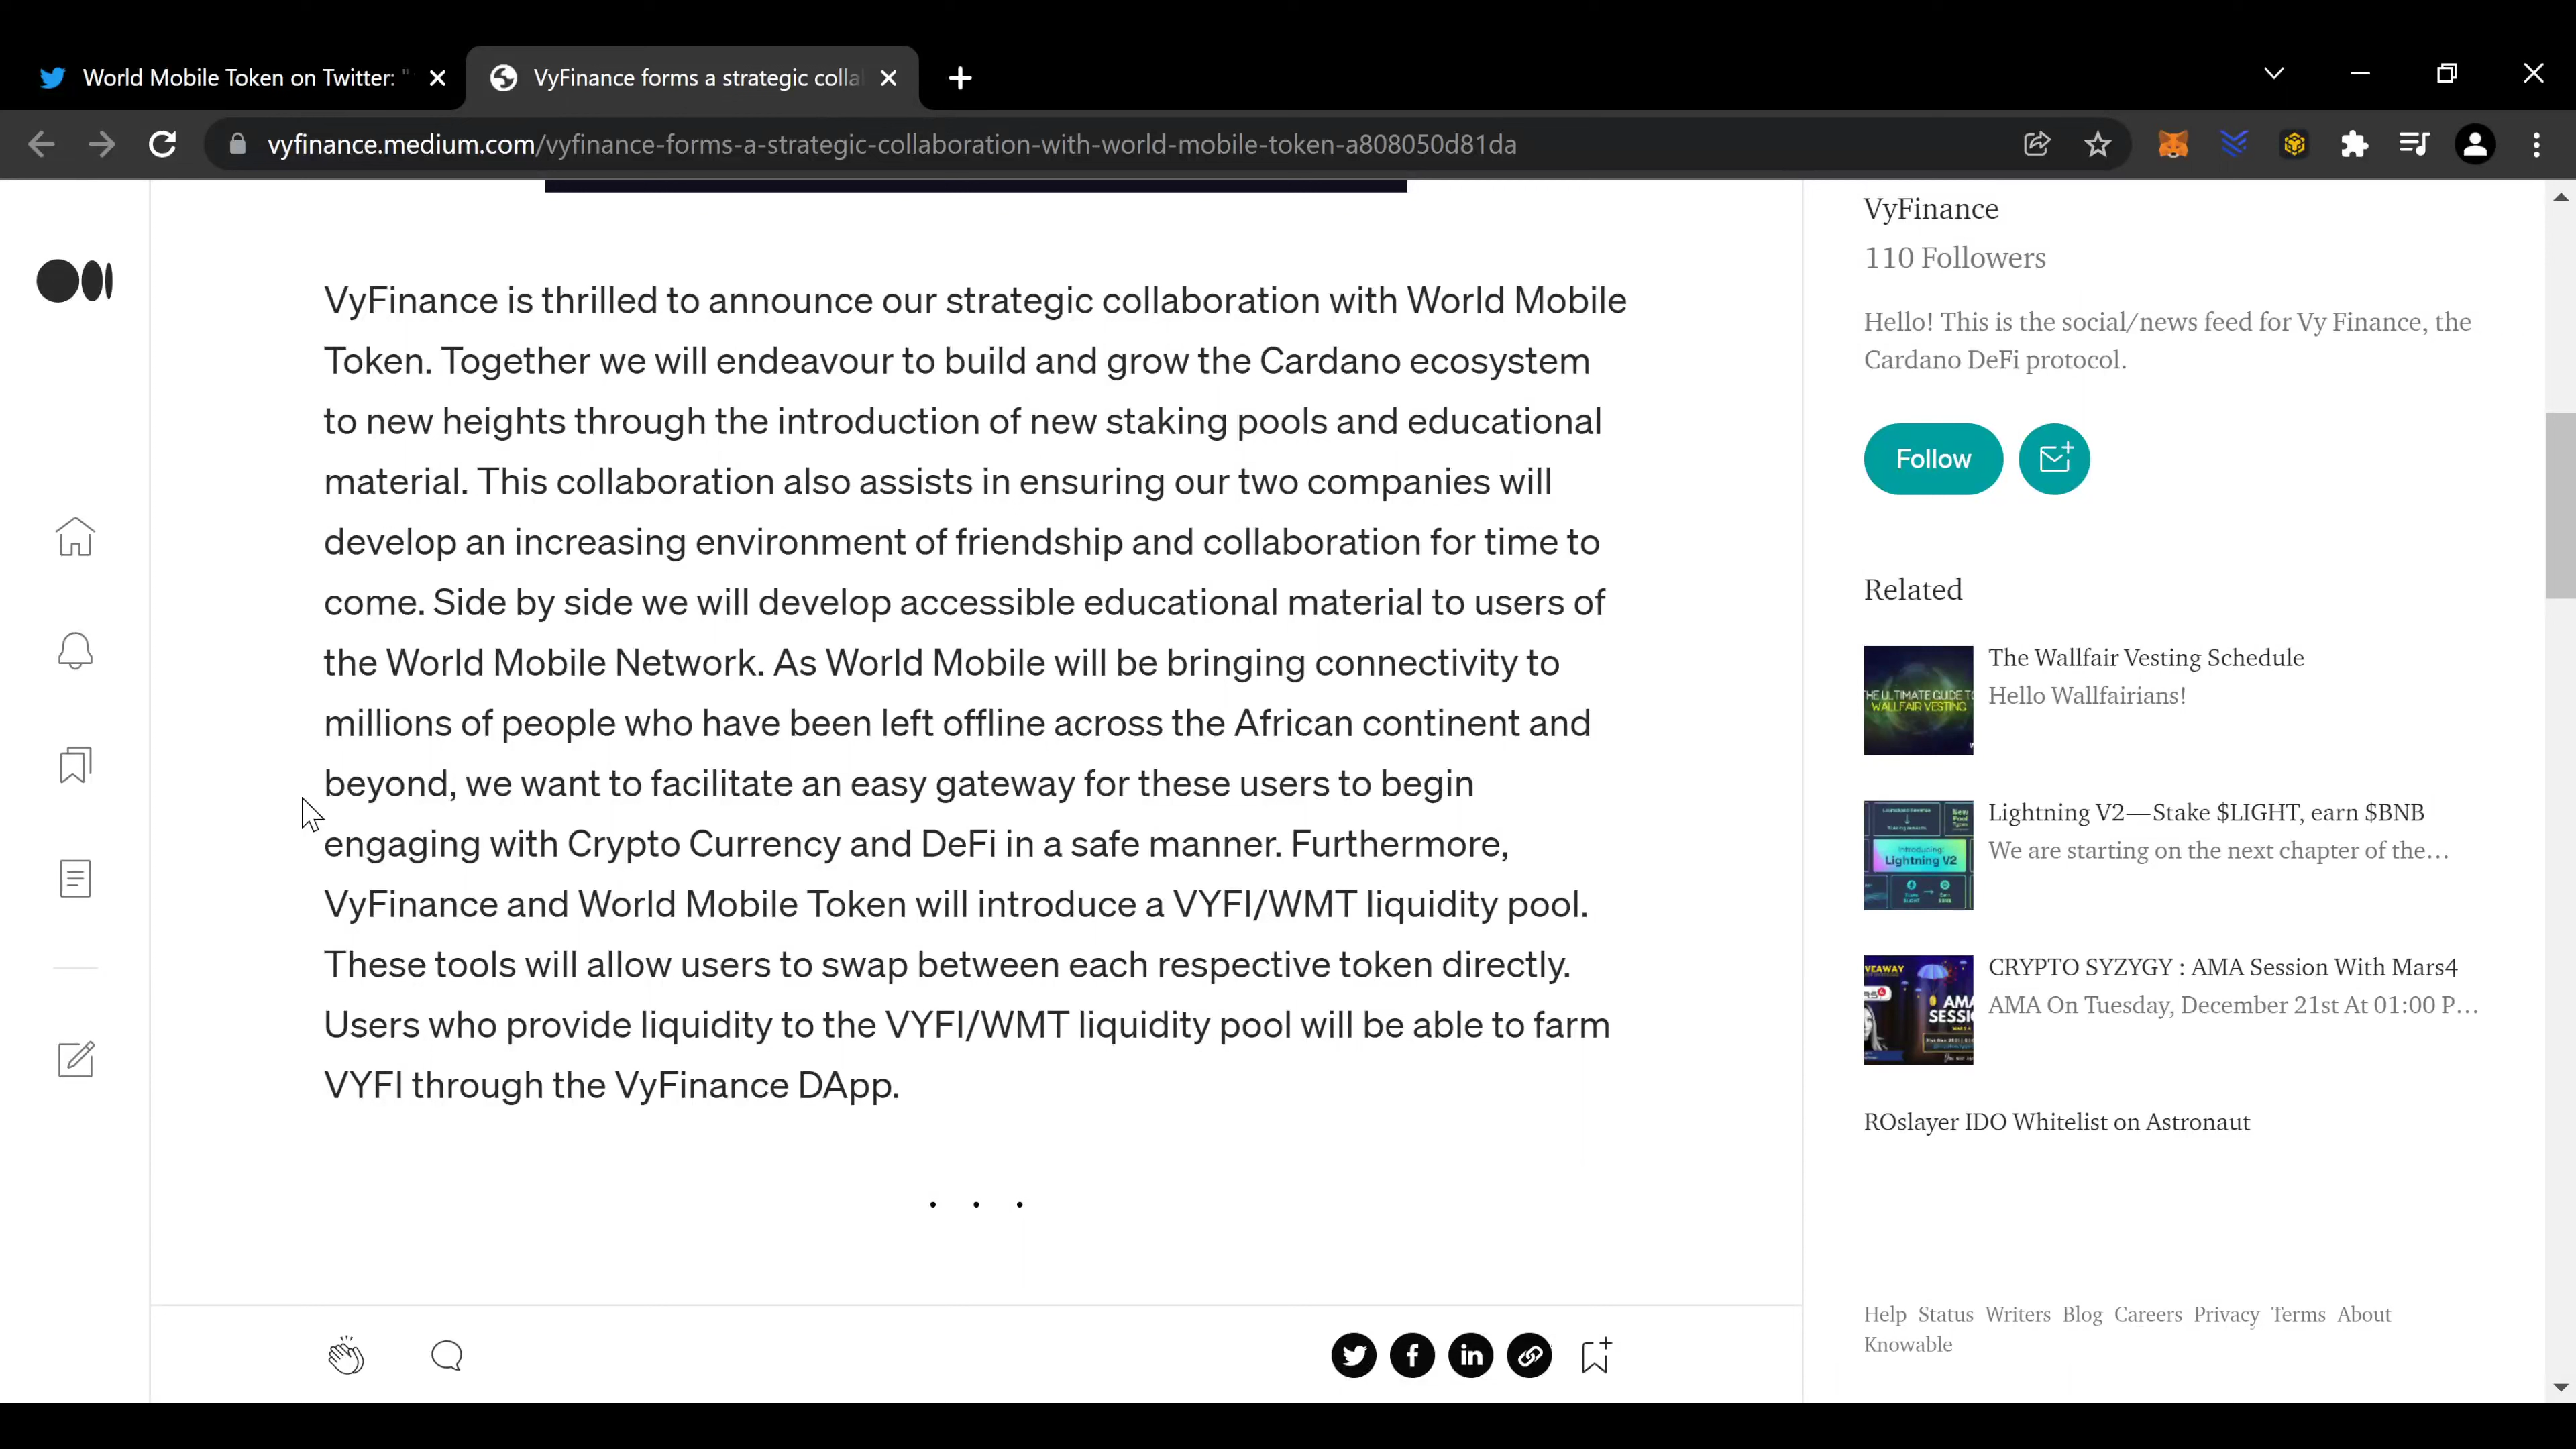 World Mobile Token on Twitter: "
VyFinance forms a strategic colla
vyfinance.medium.com/vyfinance-forms-a-strategic-collaboration-with-world-mobile-token-a808050d81da
VyFinance is thrilled to announce our strategic collaboration with World Mobile
Token. Together we will endeavour to build and grow the Cardano ecosystem
to new heights through the introduction of new staking pools and educational
material. This collaboration also assists in ensuring our two companies will
develop an increasing environment of friendship and collaboration for time to
come. Side by side we will develop accessible educational material to users of
the World Mobile Network. As World Mobile will be bringing connectivity to
millions of people who have been left offline across the African continent and
beyond, we want to facilitate an easy gateway for these users to begin
engaging with Crypto Currency and DeFi in a safe manner. Furthermore,
VyFinance and World Mobile Token will introduce a VYFI/WMT liquidity pool.
These tools will allow users to swap between each respective token directly.
Users who provide liquidity to the VYFI/WMT liquidity pool will be able to farm
VYFI through the VyFinance DApp.
. . .
VyFinance
110 Followers
Hello! This is the social/news feed for Vy Finance, the
Cardano DeFi protocol.
Follow
Related
THE ULTIMATE GUIDE TO
WALLFAIR VESTING
The Wallfair Vesting Schedule
Hello Wallfairians!
Introducing:
Lightning V2
Lightning V2—Stake $LIGHT, earn $BNB
We are starting on the next chapter of the…
VEAWAY
AMA
SESSI
CRYPTO SYZYGY : AMA Session With Mars4
AMA On Tuesday, December 21st At 01:00 P…
ROslayer IDO Whitelist on Astronaut
Help Status Writers Blog Careers Privacy Terms About
Knowable